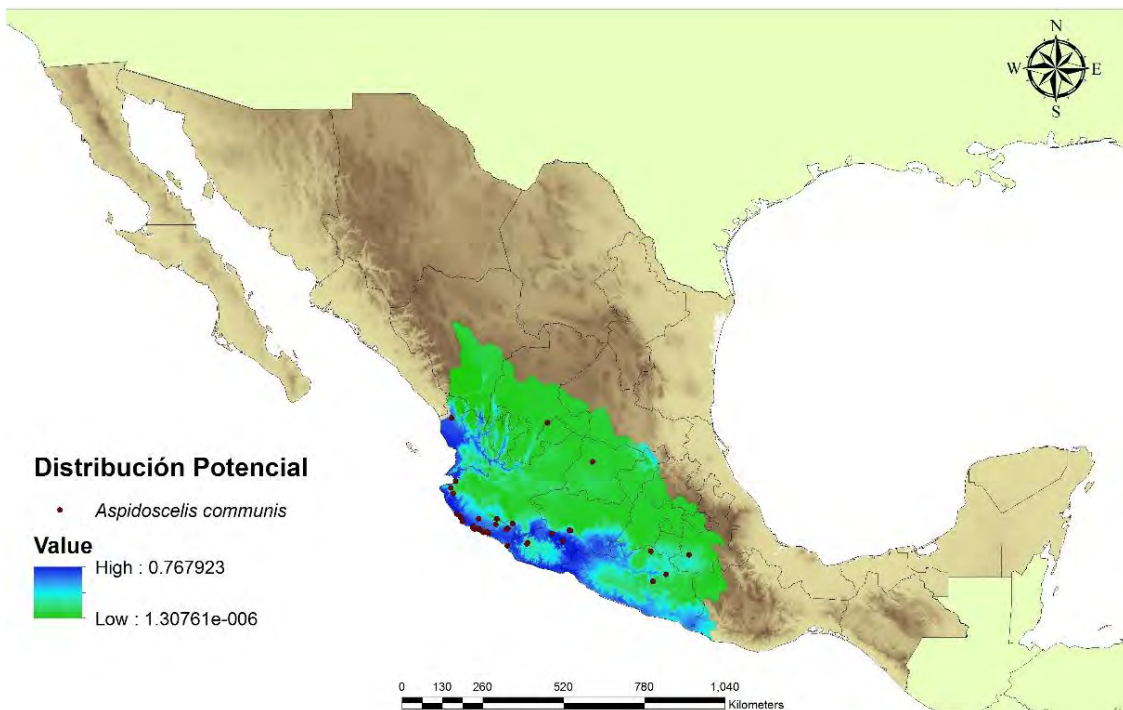 N
W E
S
Distribución Potencial
Aspidoscelis communis
Value
High : 0.767923
Low : 1.30761e-006
0 130 260 520 780 1,040
Kilometers